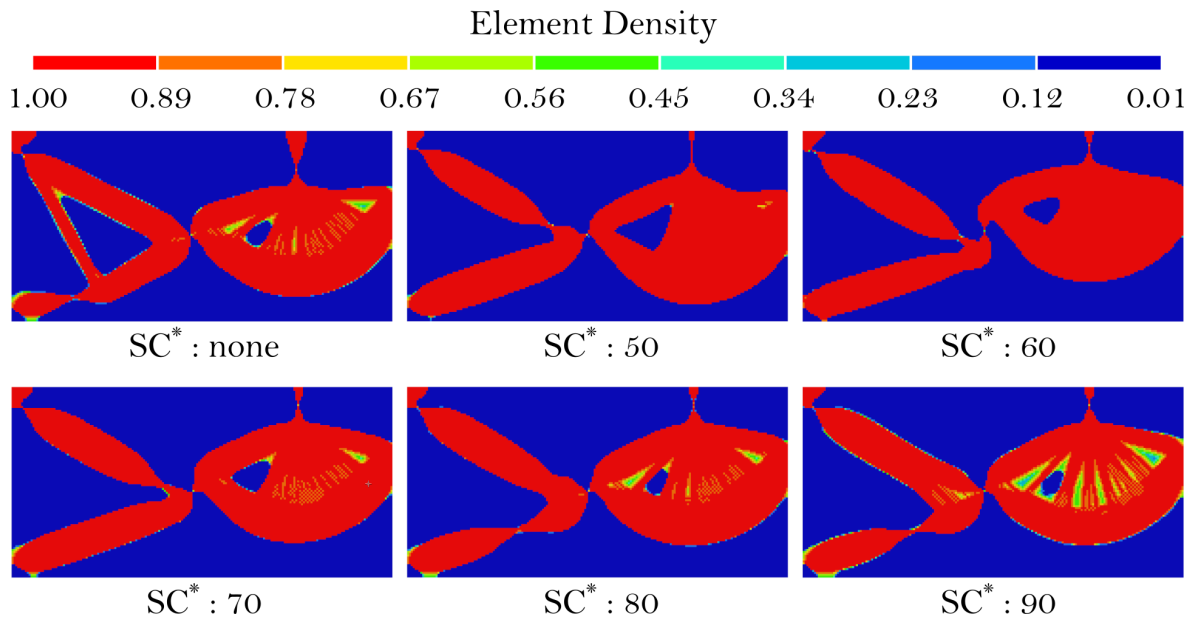 Element Density
1.00 0.89 0.78 0.67 0.56 0.45 0.34 0.23 0.12 0.01
SC* : none SC* : 50 SC* : 60
SC* : 70 SC* : 80 SC* : 90